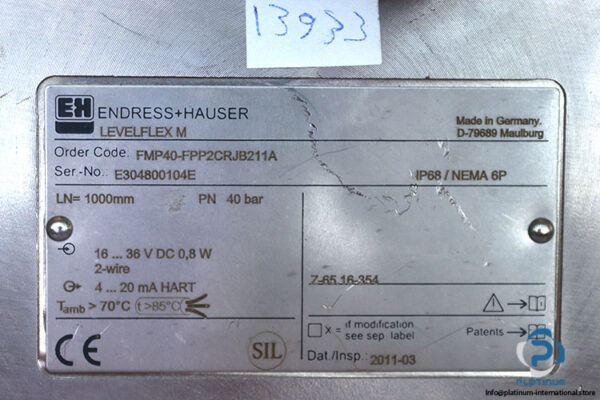 13933
E+H ENDRESS+HAUSER
LEVELFLEX M
Made in Germany.
D-79689 Maulburg
Order Code: FMP40-FPP2CRJB211A
Ser.-No.: E304800104E
IP68 / NEMA 6P
LN= 1000mm PN 40 bar
16 ... 36 V DC 0,8 W
2-wire
4 ... 20 mA HART
Tamb > 70°C t >85°C
Z-65.16-354
X = if modification
see sep. label
Patents
Dat./Insp.: 2011-03
CE
SIL
PLATINUM
info@platinum-international.store